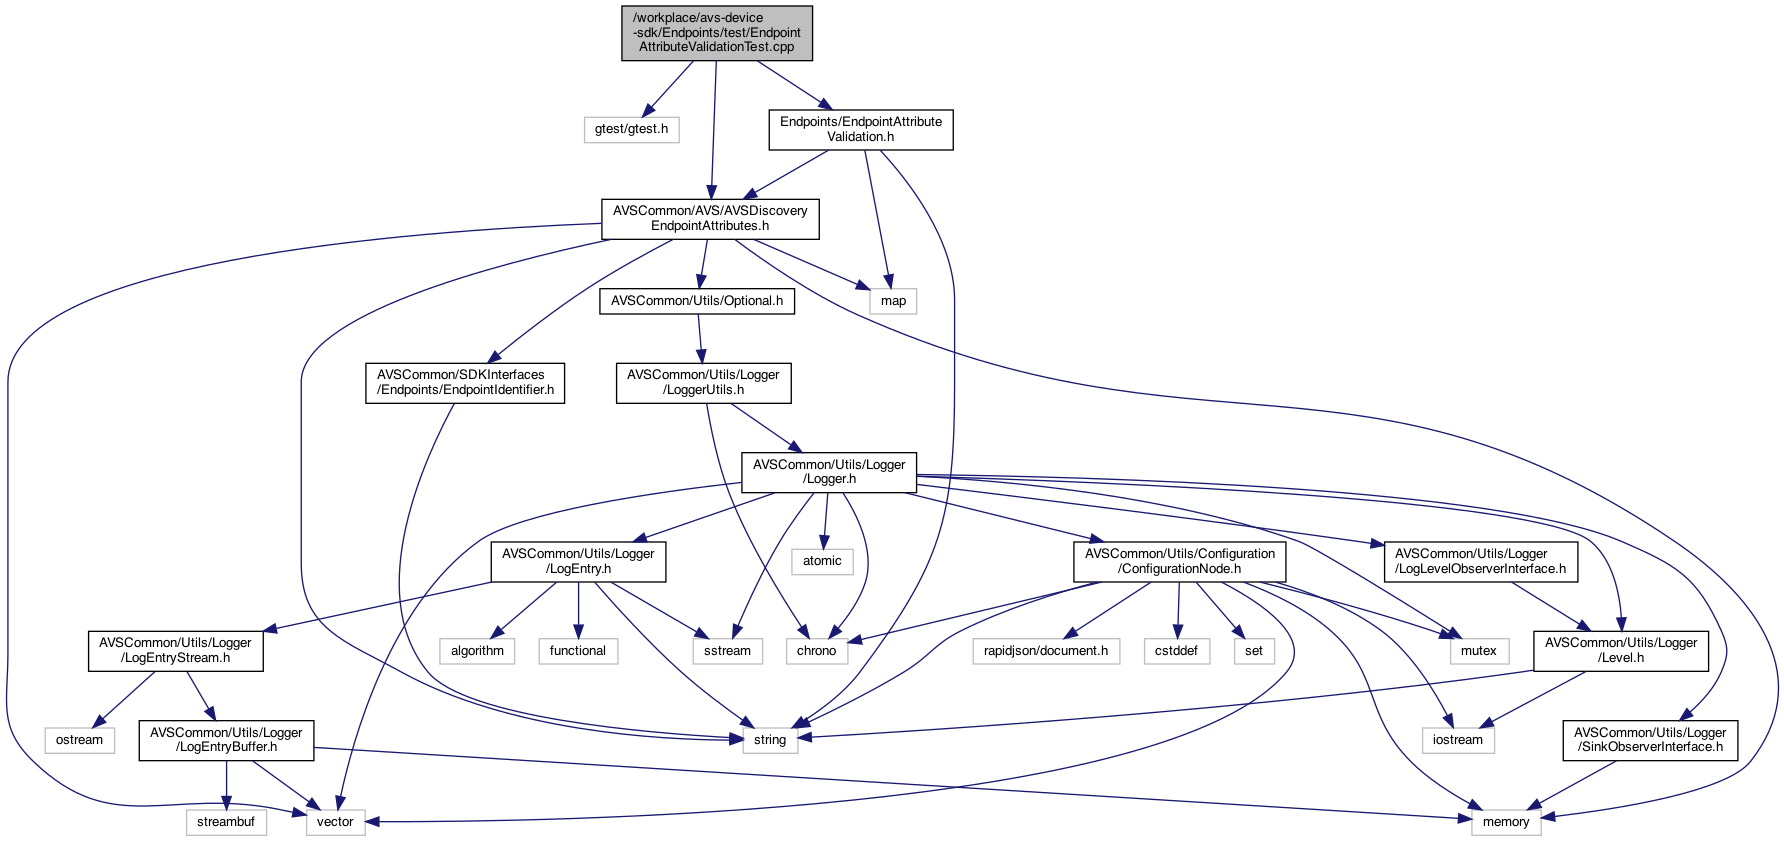 /workplace/avs-device
-sdk/Endpoints/test/Endpoint
AttributeValidationTest.cpp
gtest/gtest.h
Endpoints/EndpointAttribute
Validation.h
AVSCommon/AVS/AVSDiscovery
EndpointAttributes.h
AVSCommon/Utils/Optional.h
map
AVSCommon/SDKInterfaces
/Endpoints/EndpointIdentifier.h
AVSCommon/Utils/Logger
/LoggerUtils.h
AVSCommon/Utils/Logger
/Logger.h
AVSCommon/Utils/Logger
/LogEntry.h
atomic
AVSCommon/Utils/Configuration
/ConfigurationNode.h
AVSCommon/Utils/Logger
/LogLevelObserverInterface.h
AVSCommon/Utils/Logger
/LogEntryStream.h
algorithm
functional
sstream
chrono
rapidjson/document.h
cstddef
set
mutex
AVSCommon/Utils/Logger
/Level.h
ostream
AVSCommon/Utils/Logger
/LogEntryBuffer.h
string
iostream
AVSCommon/Utils/Logger
/SinkObserverInterface.h
streambuf
vector
memory